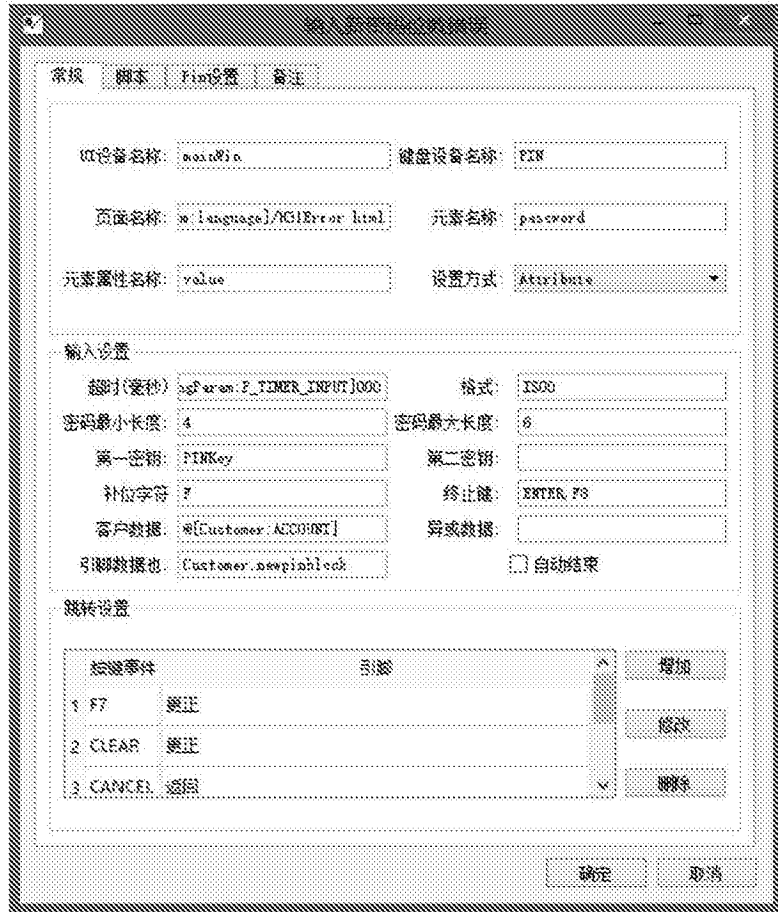 常规 脚本 Pin设置 备注
UI设备名称: mainWin 键盘设备名称: PIN
页面名称: m:language]/K31Error html 元素名称: password
元素属性名称: value 设置方式: Attribute
输入设置
超时(毫秒) ogParam:P_TIMER_INPUT]000 格式: ISO0
密码最小长度: 4 密码最大长度: 6
第一密钥: PINKey 第二密钥:
补位字符 F 终止键: ENTER,F8
客户数据: @[Customer:ACCOUNT] 异或数据:
引脚数据也: Customer.newpinblock 自动结束
跳转设置
按键事件 引脚 增加
1 F7 更正
修改
2 CLEAR 更正
3 CANCEL 返回 删除
确定 取消